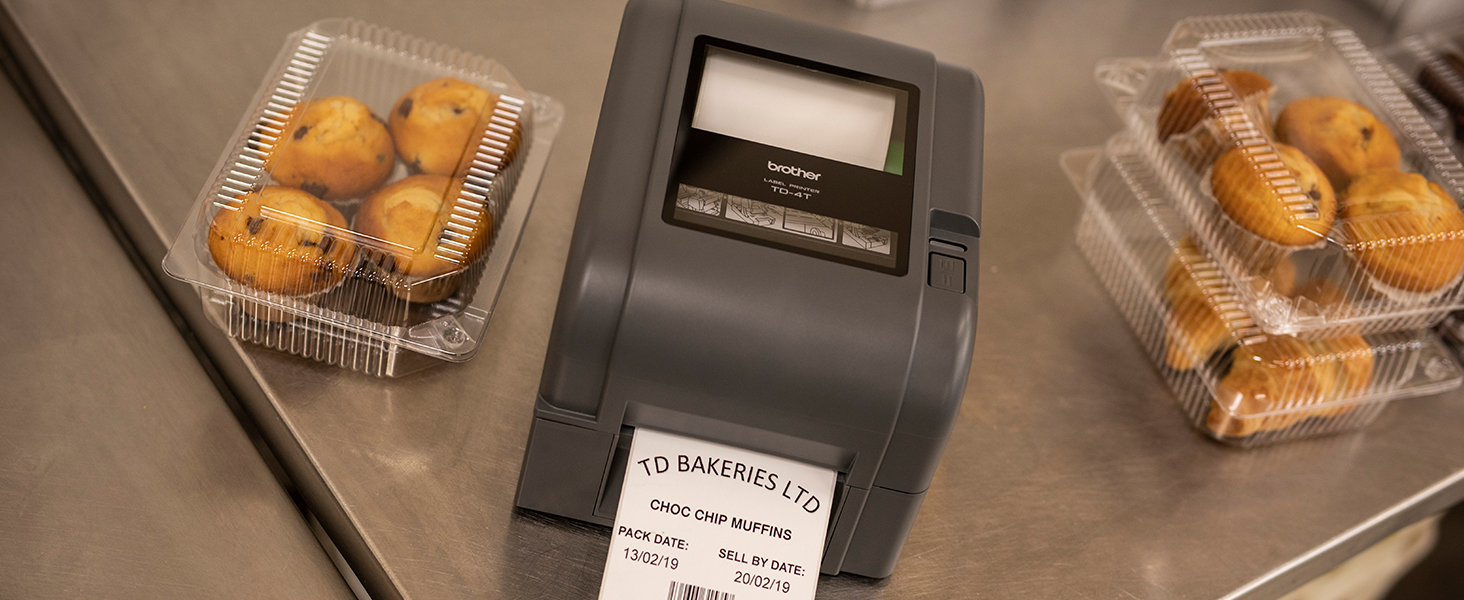 brother
LABEL PRINTER
TD-4T
TD BAKERIES LTD
CHOC CHIP MUFFINS
PACK DATE:
13/02/19
SELL BY DATE:
20/02/19